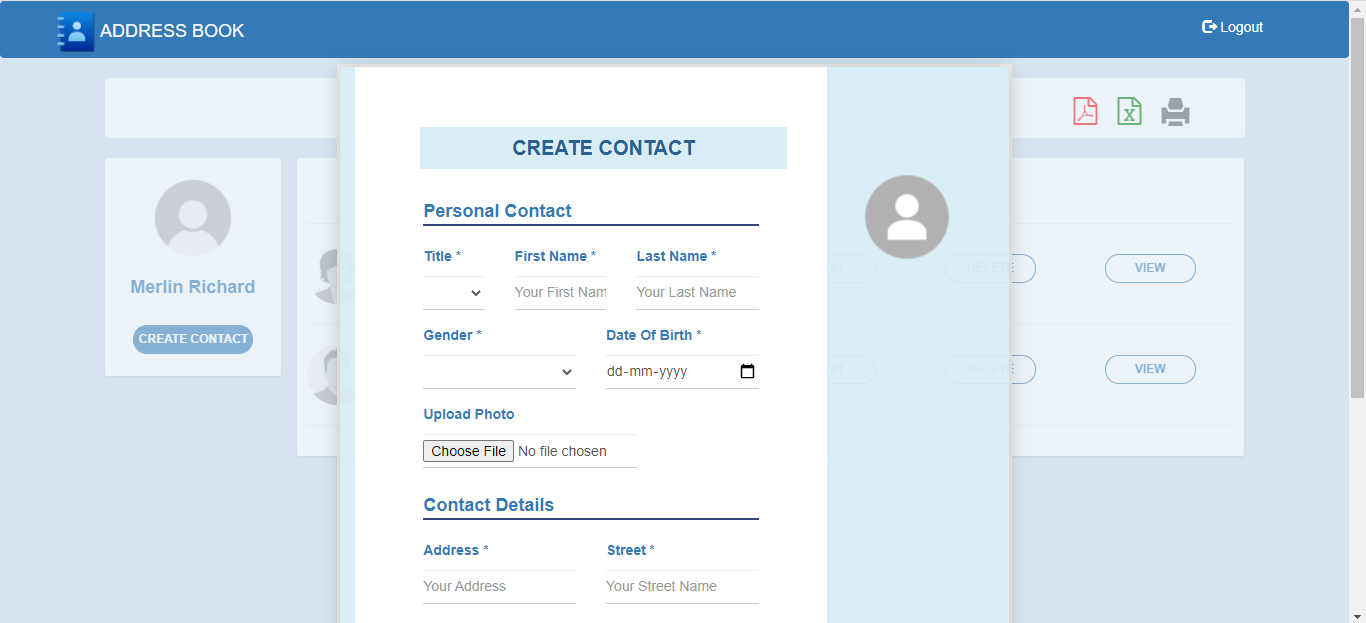 ADDRESS BOOK
Logout
CREATE CONTACT
Personal Contact
Title * First Name * Last Name *
Your First Nam Your Last Name
Gender * Date Of Birth *
dd-mm-yyyy
Upload Photo
Choose File No file chosen
Contact Details
Address * Street *
Your Address Your Street Name
Merlin Richard
CREATE CONTACT
DELETE VIEW
DELETE VIEW